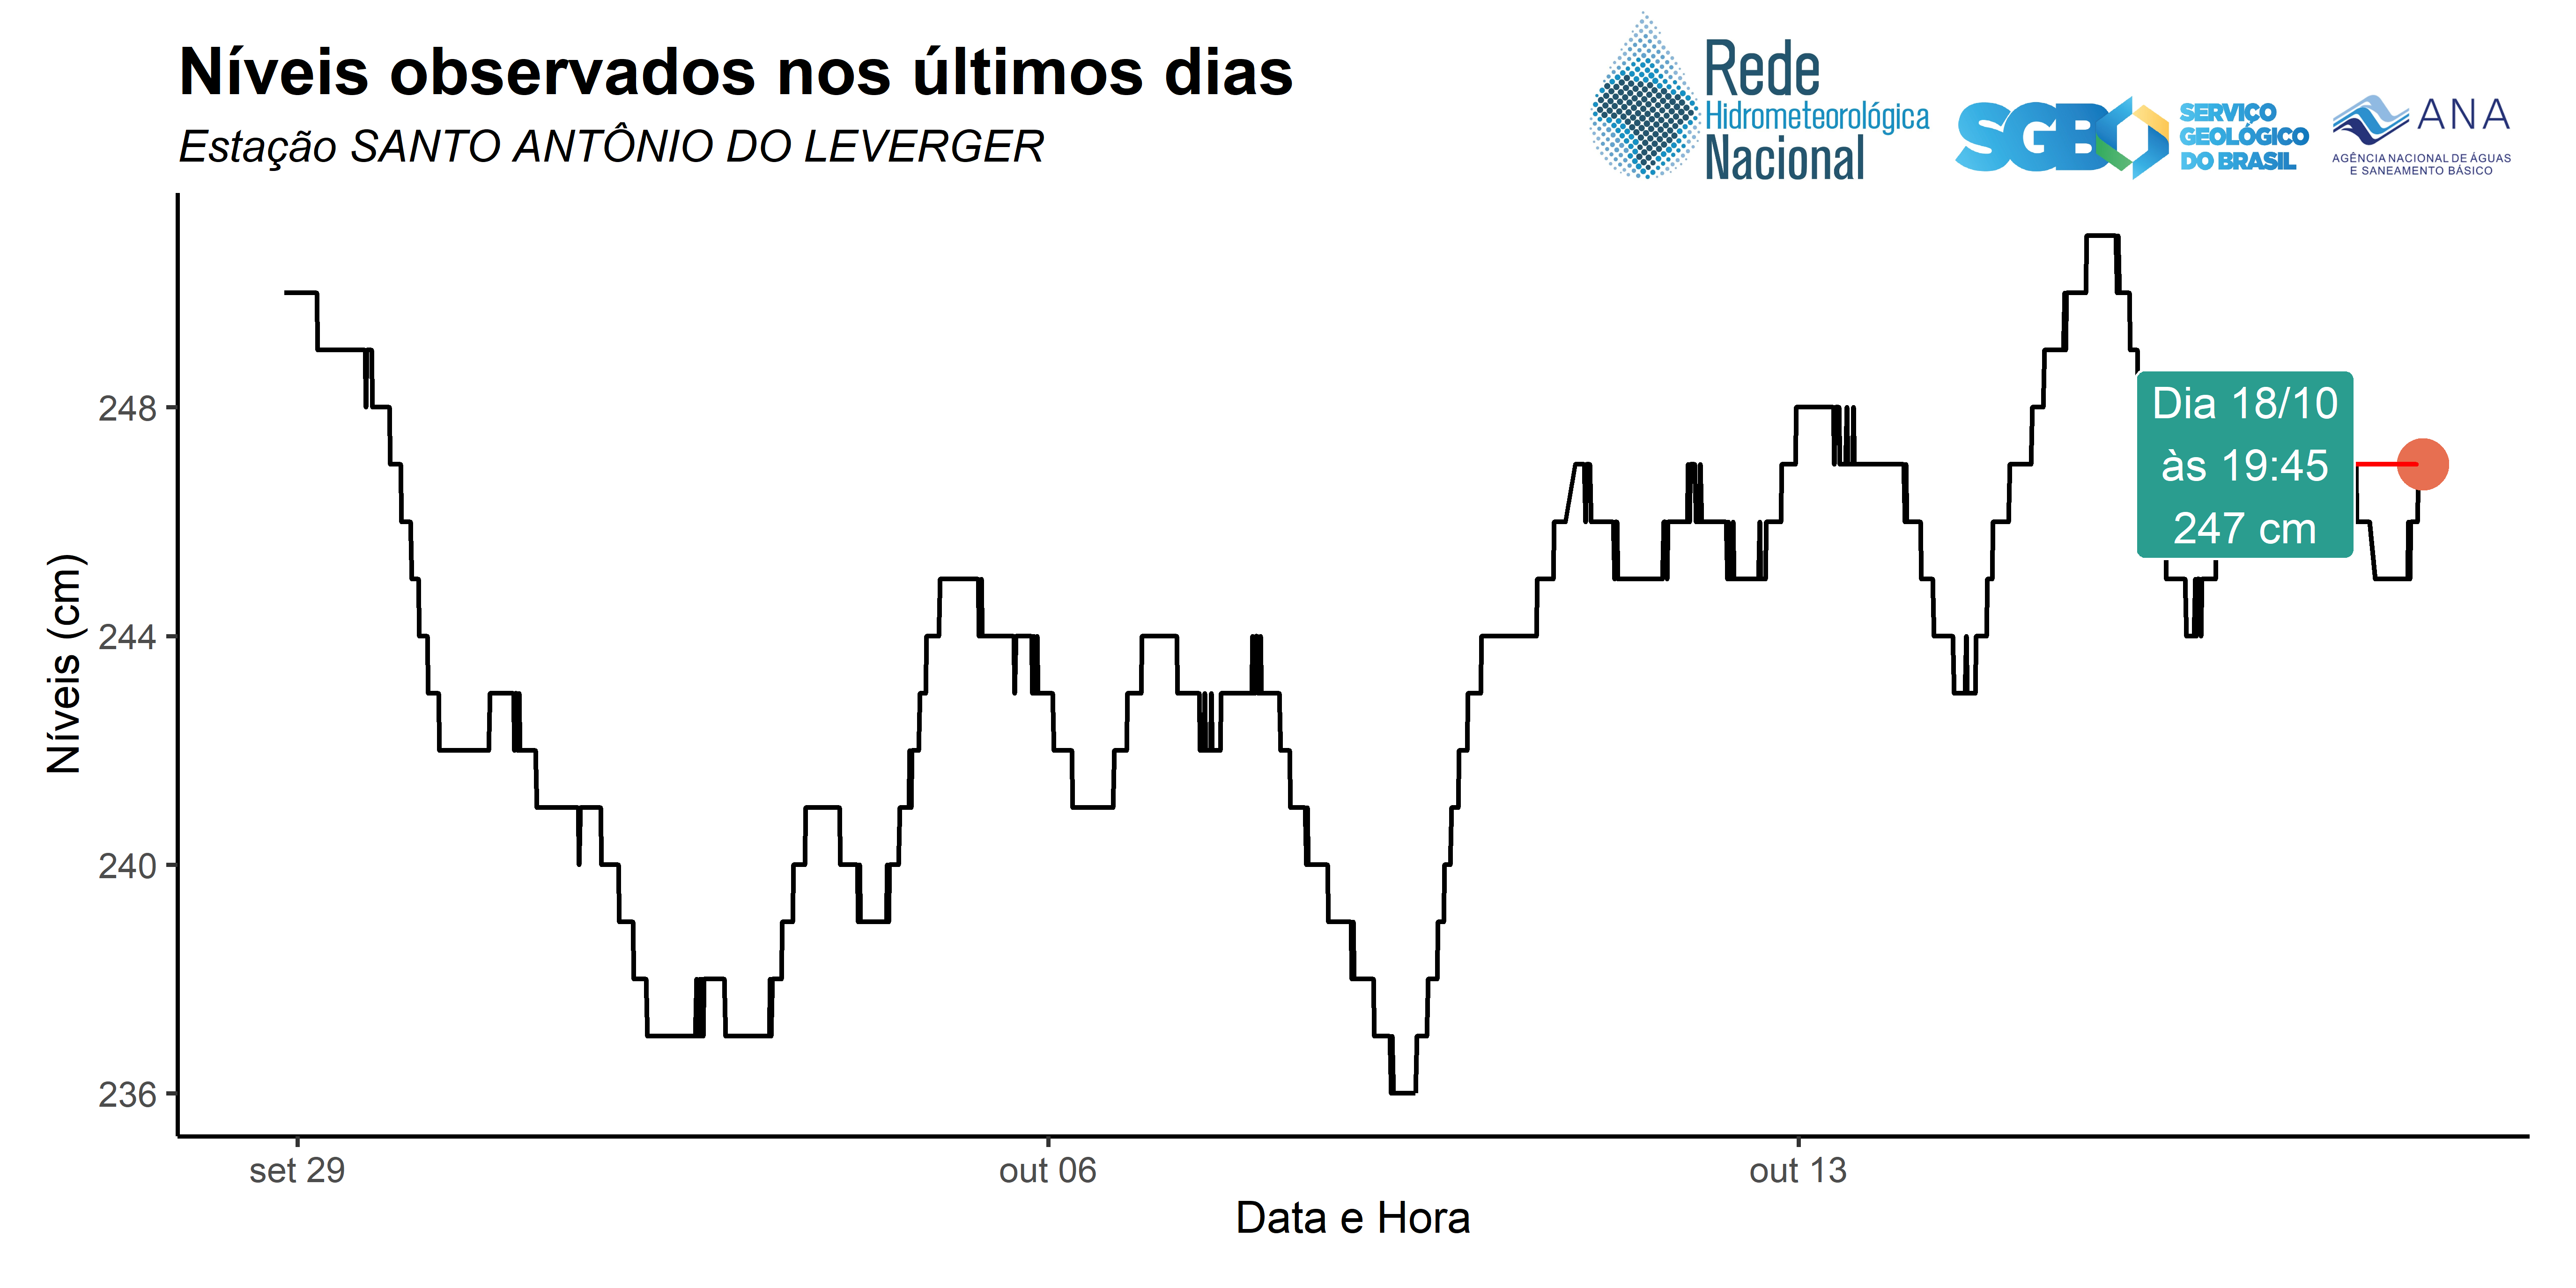 Níveis observados nos últimos dias
Estação SANTO ANTÔNIO DO LEVERGER
Rede
Hidrometeorológica
Nacional
SGB
SERVIÇO
GEOLÓGICO
DO BRASIL
ANA
AGÊNCIA NACIONAL DE ÁGUAS
E SANEAMENTO BÁSICO
Níveis (cm)
248
244
240
236
Dia 18/10
às 19:45
247 cm
set 29
out 06
out 13
Data e Hora